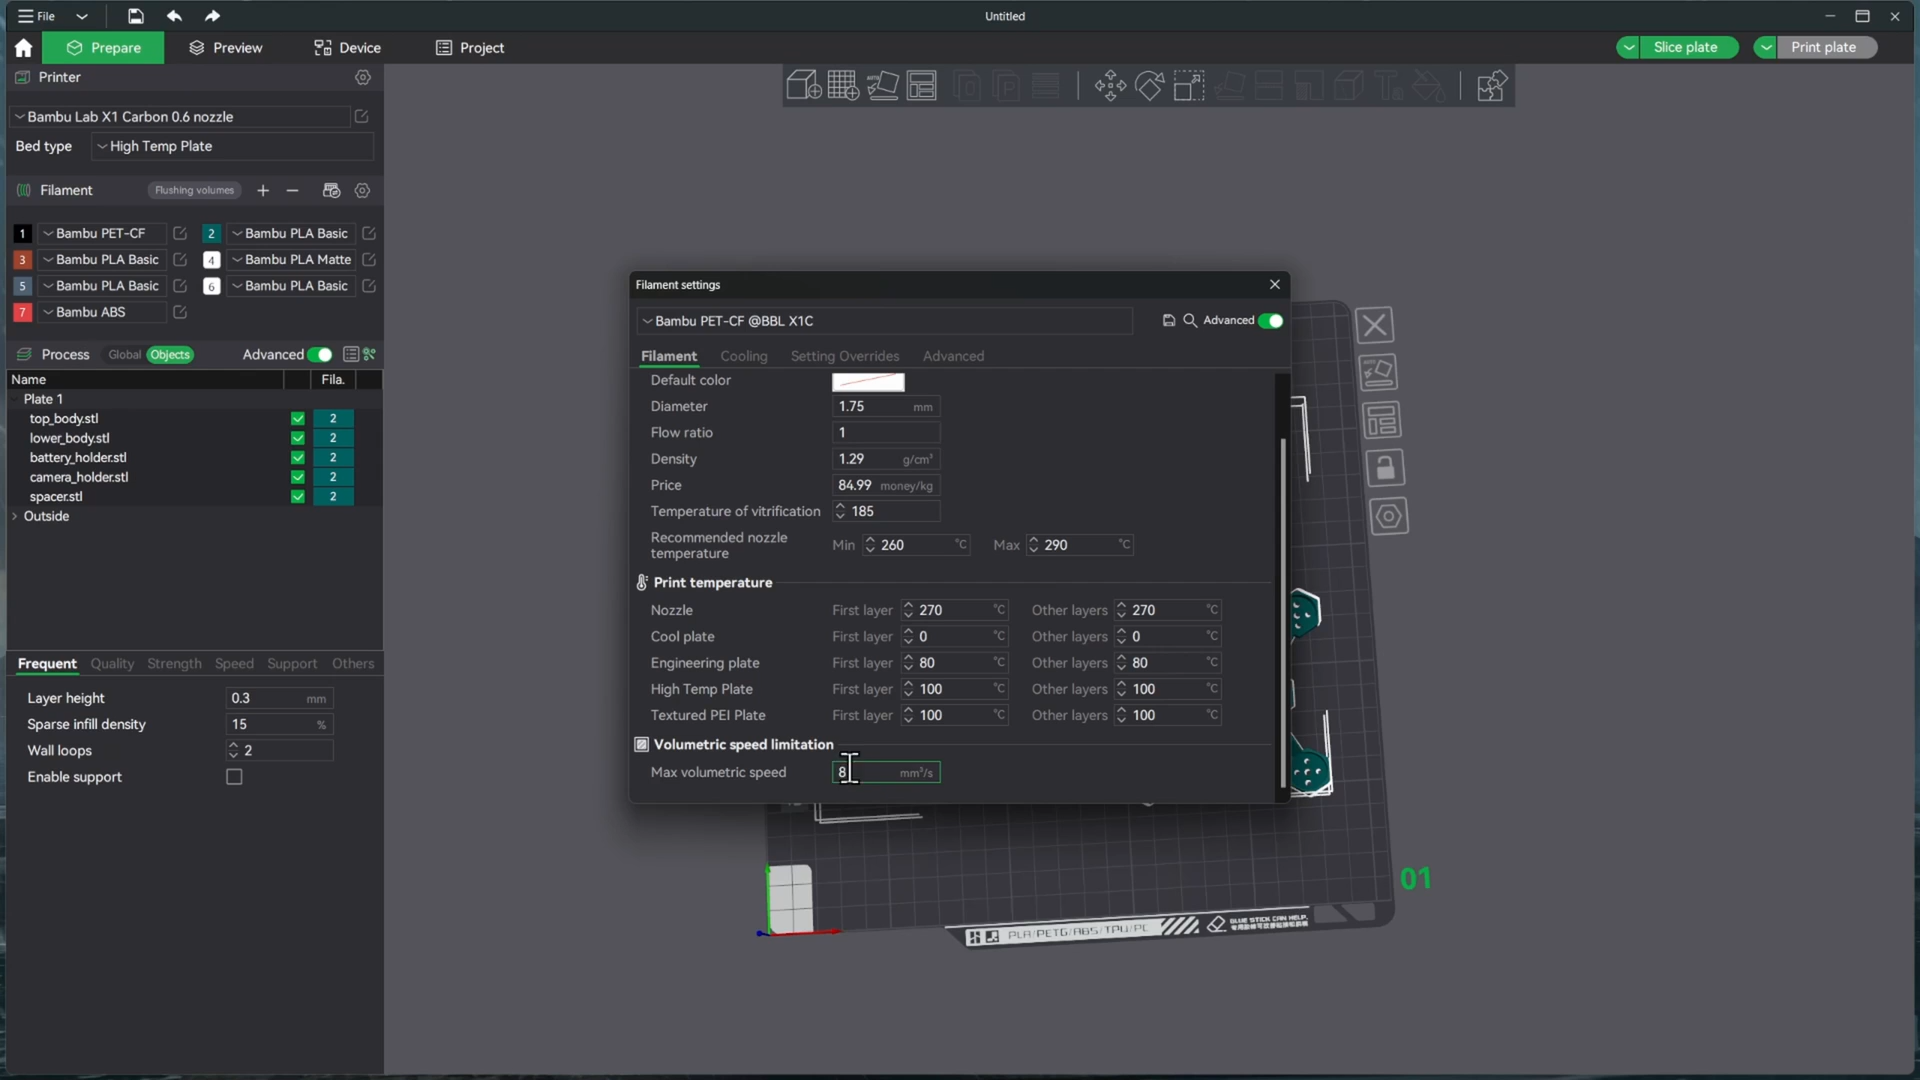 File
Untitled
Prepare
Preview
Device
Project
Slice plate
Print plate
Printer
Bambu Lab X1 Carbon 0.6 nozzle
Bed type
High Temp Plate
Filament
Flushing volumes
1 Bambu PET-CF
2 Bambu PLA Basic
3 Bambu PLA Basic
4 Bambu PLA Matte
5 Bambu PLA Basic
6 Bambu PLA Basic
7 Bambu ABS
Process Global Objects Advanced
Name Fila.
Plate 1
top_body.stl 2
lower_body.stl 2
battery_holder.stl 2
camera_holder.stl 2
spacer.stl 2
Outside
Frequent Quality Strength Speed Support Others
Layer height 0.3 mm
Sparse infill density 15 %
Wall loops 2
Enable support
Filament settings
Bambu PET-CF @BBL X1C
Advanced
Filament Cooling Setting Overrides Advanced
Default color
Diameter 1.75 mm
Flow ratio 1
Density 1.29 g/cm³
Price 84.99 money/kg
Temperature of vitrification 185
Recommended nozzle
temperature
Min 260 °C Max 290 °C
Print temperature
Nozzle First layer 270 °C Other layers 270 °C
Cool plate First layer 0 °C Other layers 0 °C
Engineering plate First layer 80 °C Other layers 80 °C
High Temp Plate First layer 100 °C Other layers 100 °C
Textured PEI Plate First layer 100 °C Other layers 100 °C
Volumetric speed limitation
Max volumetric speed 8 mm³/s
01
PLA/PETG/ABS/TPU/PC
GLUE STICK CAN HELP.